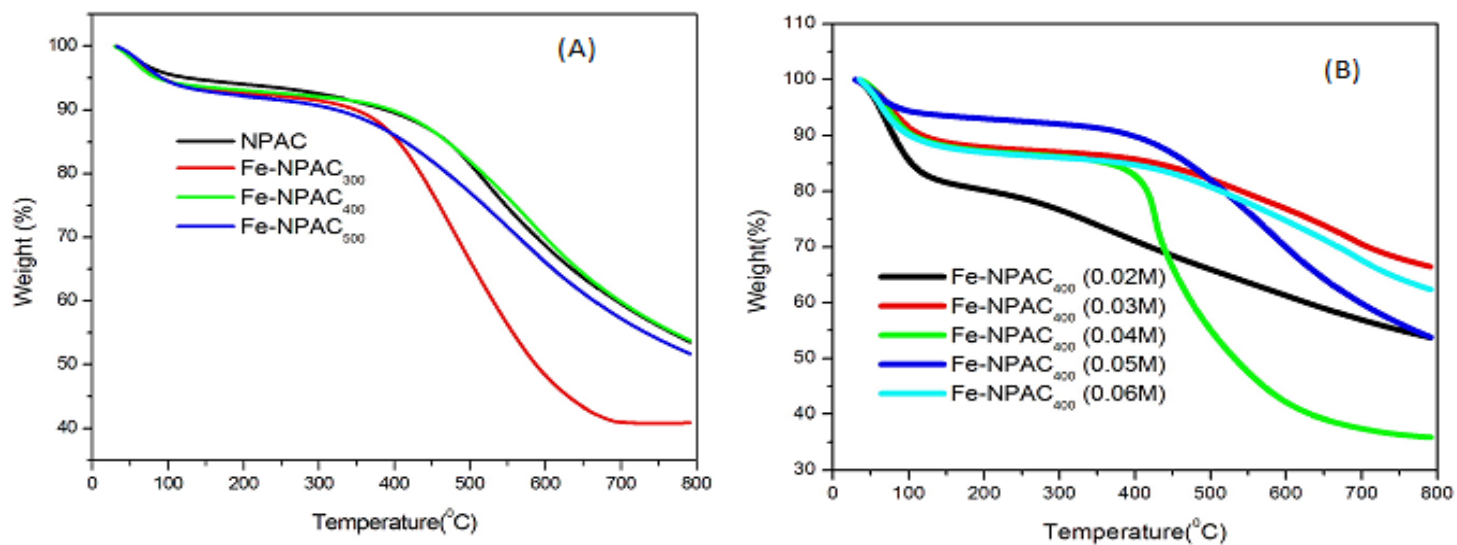 (A)
100
90
80
70
60
50
40
Weight (%)
NPAC
Fe-NPAC300
Fe-NPAC400
Fe-NPAC500
0 100 200 300 400 500 600 700 800
Temperature(⁰C)
(B)
110
100
90
80
70
60
50
40
30
Weight(%)
Fe-NPAC400 (0.02M)
Fe-NPAC400 (0.03M)
Fe-NPAC400 (0.04M)
Fe-NPAC400 (0.05M)
Fe-NPAC400 (0.06M)
0 100 200 300 400 500 600 700 800
Temperature(⁰C)